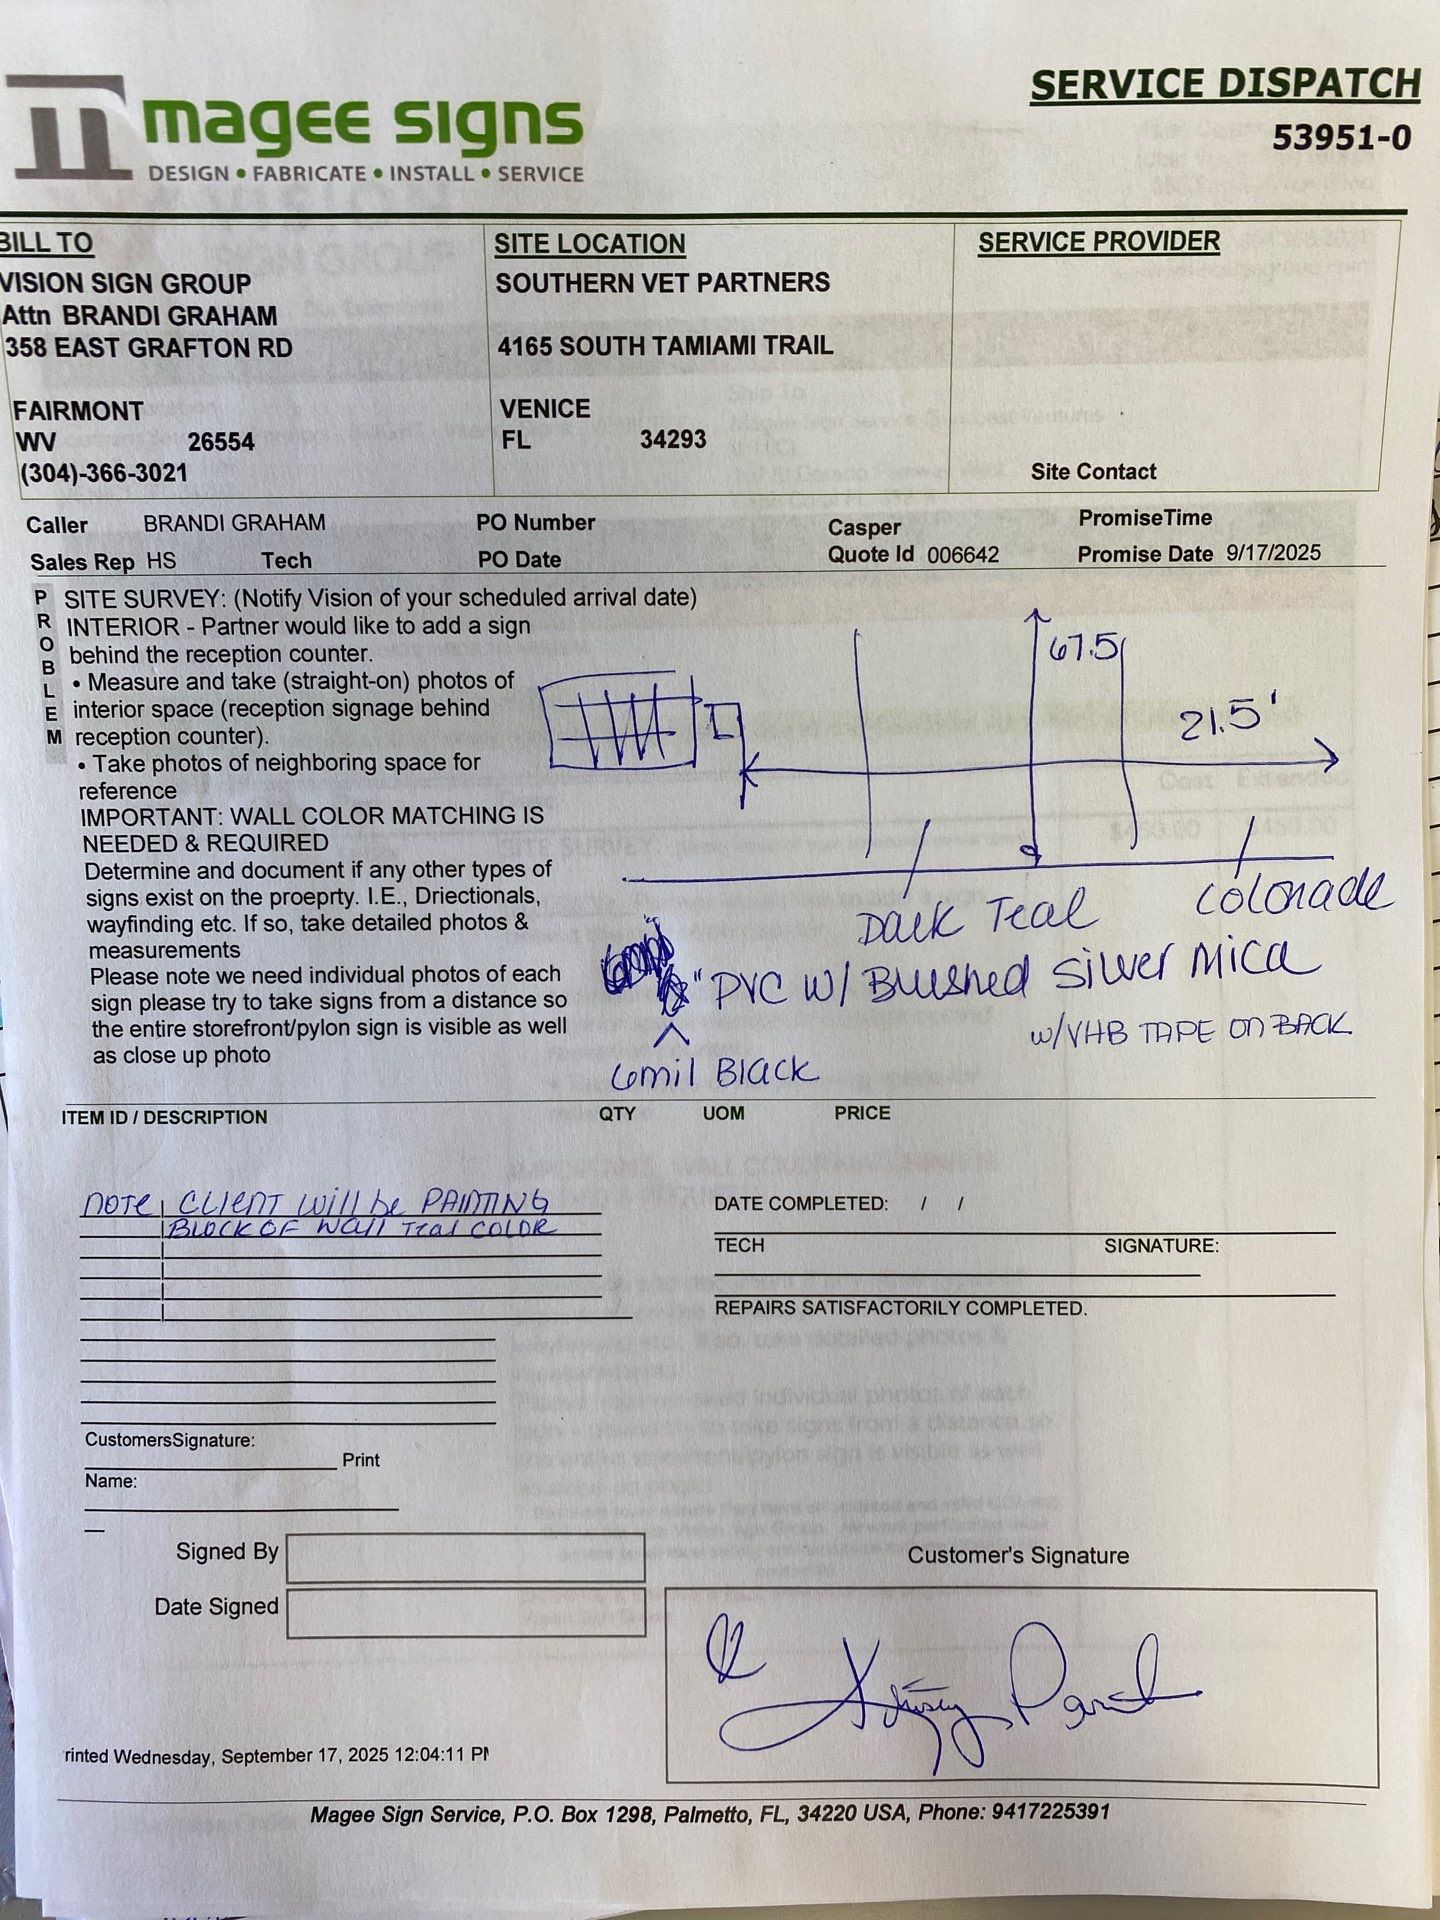 magee signs
DESIGN • FABRICATE • INSTALL • SERVICE
SERVICE DISPATCH
53951-0
BILL TO
VISION SIGN GROUP
Attn BRANDI GRAHAM
358 EAST GRAFTON RD
FAIRMONT
WV 26554
(304)-366-3021
SITE LOCATION
SOUTHERN VET PARTNERS
4165 SOUTH TAMIAMI TRAIL
VENICE
FL 34293
SERVICE PROVIDER
Site Contact
Caller BRANDI GRAHAM PO Number Casper PromiseTime
Sales Rep HS Tech PO Date Quote Id 006642 Promise Date 9/17/2025
PROBLEM
SITE SURVEY: (Notify Vision of your scheduled arrival date)
INTERIOR - Partner would like to add a sign
behind the reception counter.
• Measure and take (straight-on) photos of
interior space (reception signage behind
reception counter).
• Take photos of neighboring space for
reference
IMPORTANT: WALL COLOR MATCHING IS
NEEDED & REQUIRED
Determine and document if any other types of
signs exist on the proeprty. I.E., Driectionals,
wayfinding etc. If so, take detailed photos &
measurements
Please note we need individual photos of each
sign please try to take signs from a distance so
the entire storefront/pylon sign is visible as well
as close up photo
67.5
21.5'
Dark Teal
Colonade
" PVC w/ Brushed Silver Mica
w/VHB TAPE ON BACK
6mil Black
ITEM ID / DESCRIPTION QTY UOM PRICE
NOTE CLIENT Will be PAINTING
BLOCK OF Wall Teal COLOR
DATE COMPLETED: / /
TECH SIGNATURE:
REPAIRS SATISFACTORILY COMPLETED.
CustomersSignature:
Print
Name:
Signed By
Date Signed
Customer's Signature
rinted Wednesday, September 17, 2025 12:04:11 PM
Magee Sign Service, P.O. Box 1298, Palmetto, FL, 34220 USA, Phone: 9417225391